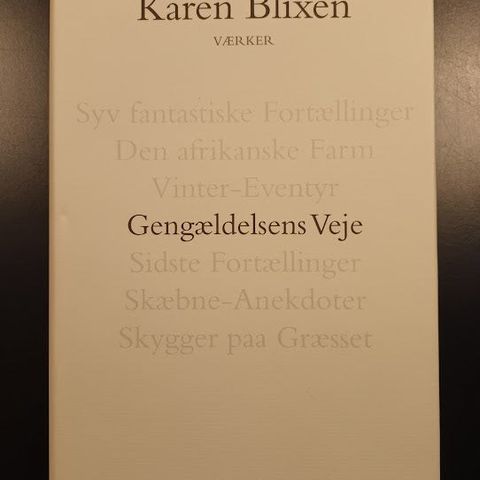 Karen Blixen
VÆRKER
Syv fantastiske Fortællinger
Den afrikanske Farm
Vinter-Eventyr
Gengældelsens Veje
Sidste Fortællinger
Skæbne-Anekdoter
Skygger paa Græsset